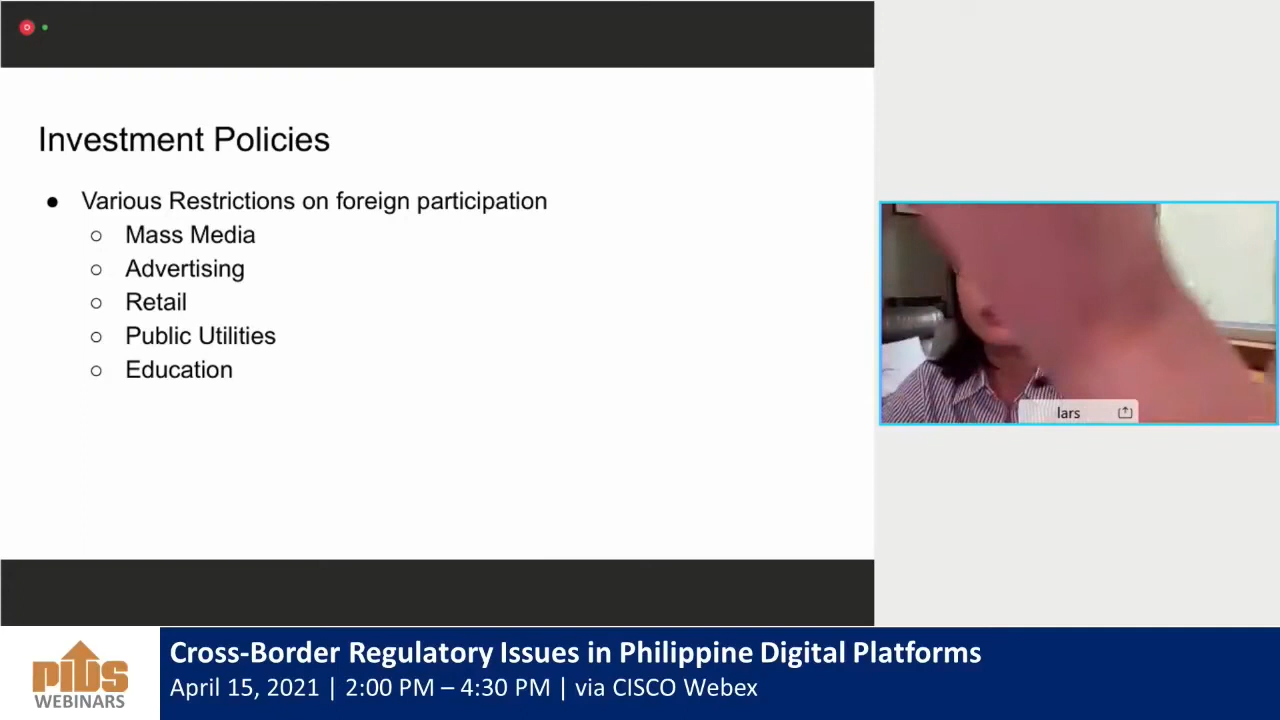 Investment Policies
● Various Restrictions on foreign participation
○ Mass Media
○ Advertising
○ Retail
○ Public Utilities
○ Education
lars
PIDS
WEBINARS
Cross-Border Regulatory Issues in Philippine Digital Platforms
April 15, 2021 | 2:00 PM – 4:30 PM | via CISCO Webex